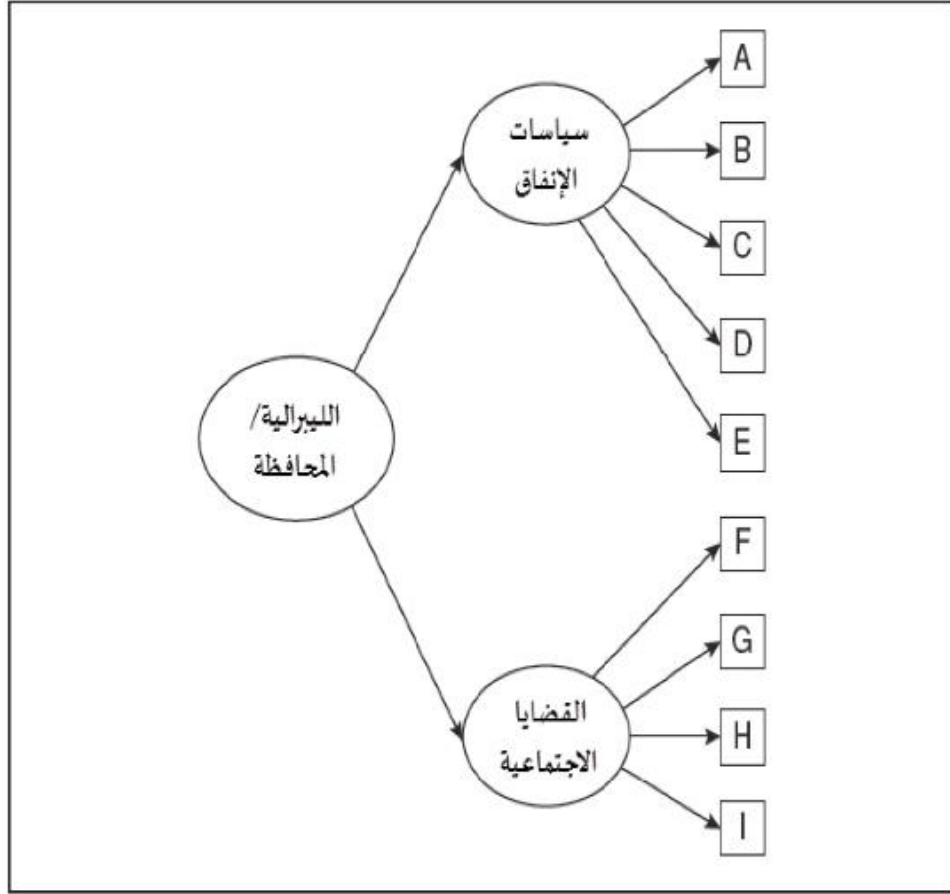 A
سياسات
الإنفاق
B
C
D
الليبرالية/
المحافظة
E
F
G
القضايا
الاجتماعية
H
I